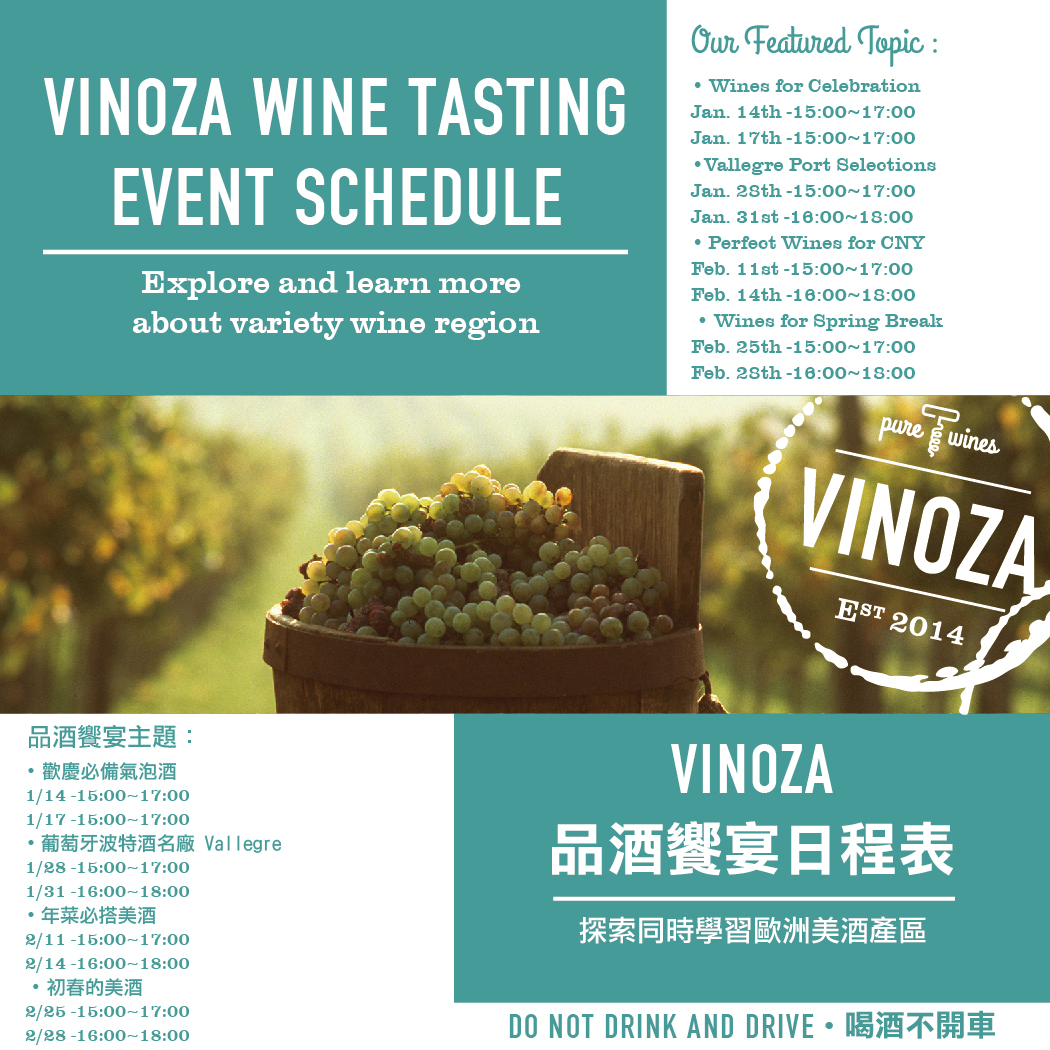 VINOZA WINE TASTING
EVENT SCHEDULE
Explore and learn more
about variety wine region
Our Featured Topic :
• Wines for Celebration
Jan. 14th -15:00~17:00
Jan. 17th -15:00~17:00
•Vallegre Port Selections
Jan. 28th -15:00~17:00
Jan. 31st -16:00~18:00
• Perfect Wines for CNY
Feb. 11st -15:00~17:00
Feb. 14th -16:00~18:00
• Wines for Spring Break
Feb. 25th -15:00~17:00
Feb. 28th -16:00~18:00
pure wines
VINOZA
EST 2014
品酒饗宴主題：
• 歡慶必備氣泡酒
1/14 -15:00~17:00
1/17 -15:00~17:00
• 葡萄牙波特酒名廠 Vallegre
1/28 -15:00~17:00
1/31 -16:00~18:00
• 年菜必搭美酒
2/11 -15:00~17:00
2/14 -16:00~18:00
• 初春的美酒
2/25 -15:00~17:00
2/28 -16:00~18:00
VINOZA
品酒饗宴日程表
探索同時學習歐洲美酒產區
DO NOT DRINK AND DRIVE • 喝酒不開車